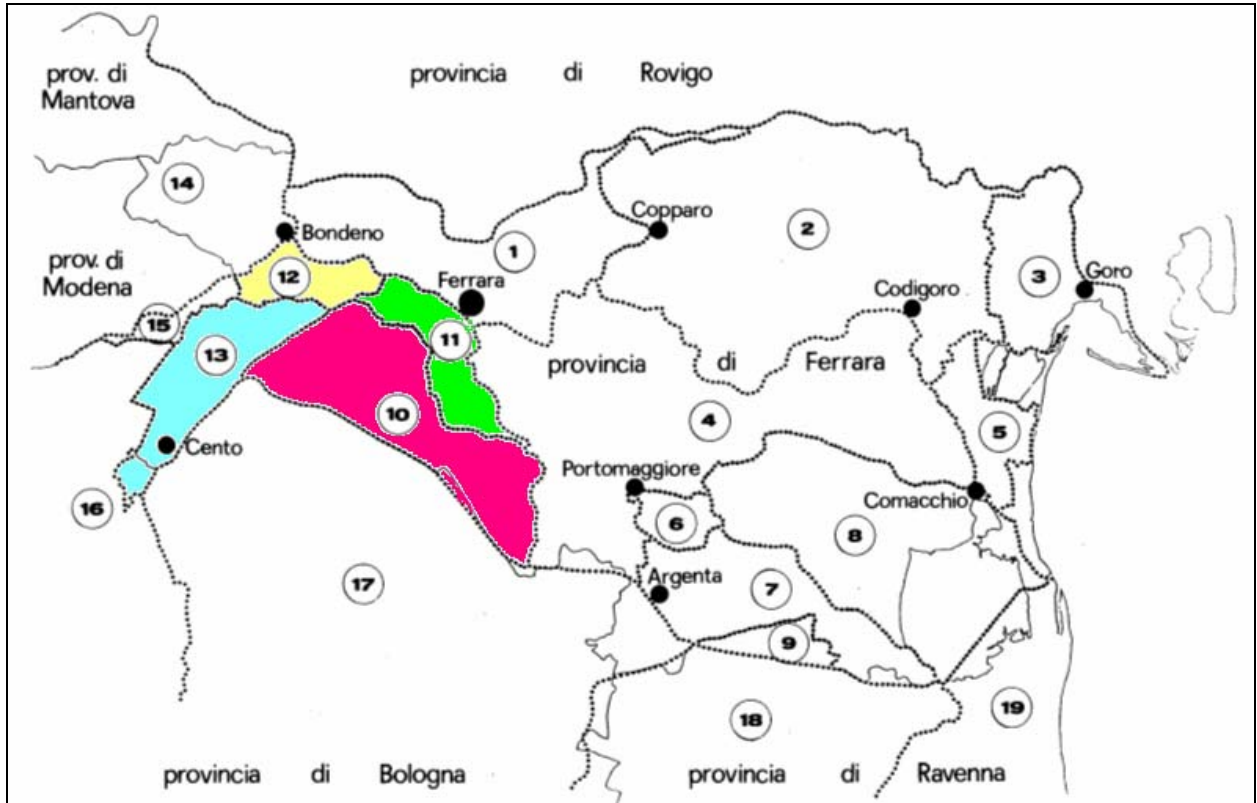 prov. di
Mantova
provincia di Rovigo
14
Copparo
2
Bondeno
1
prov. di
Modena
12
Ferrara
3
Goro
Codigoro
15
13
11
provincia di Ferrara
10
4
5
Cento
Portomaggiore
Comacchio
16
6
8
17
Argenta
7
9
18
19
provincia di Bologna
provincia di Ravenna